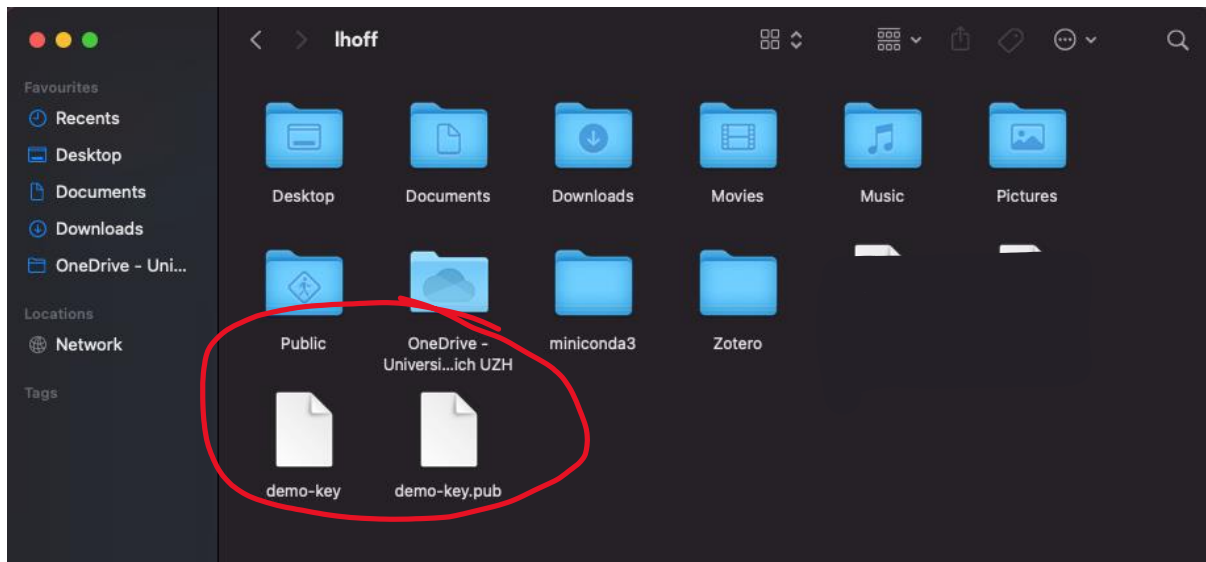 lhoff
Favourites
Recents
Desktop
Documents
Downloads
OneDrive - Uni...
Locations
Network
Tags
Desktop
Documents
Downloads
Movies
Music
Pictures
Public
OneDrive -
Universi...ich UZH
miniconda3
Zotero
demo-key
demo-key.pub